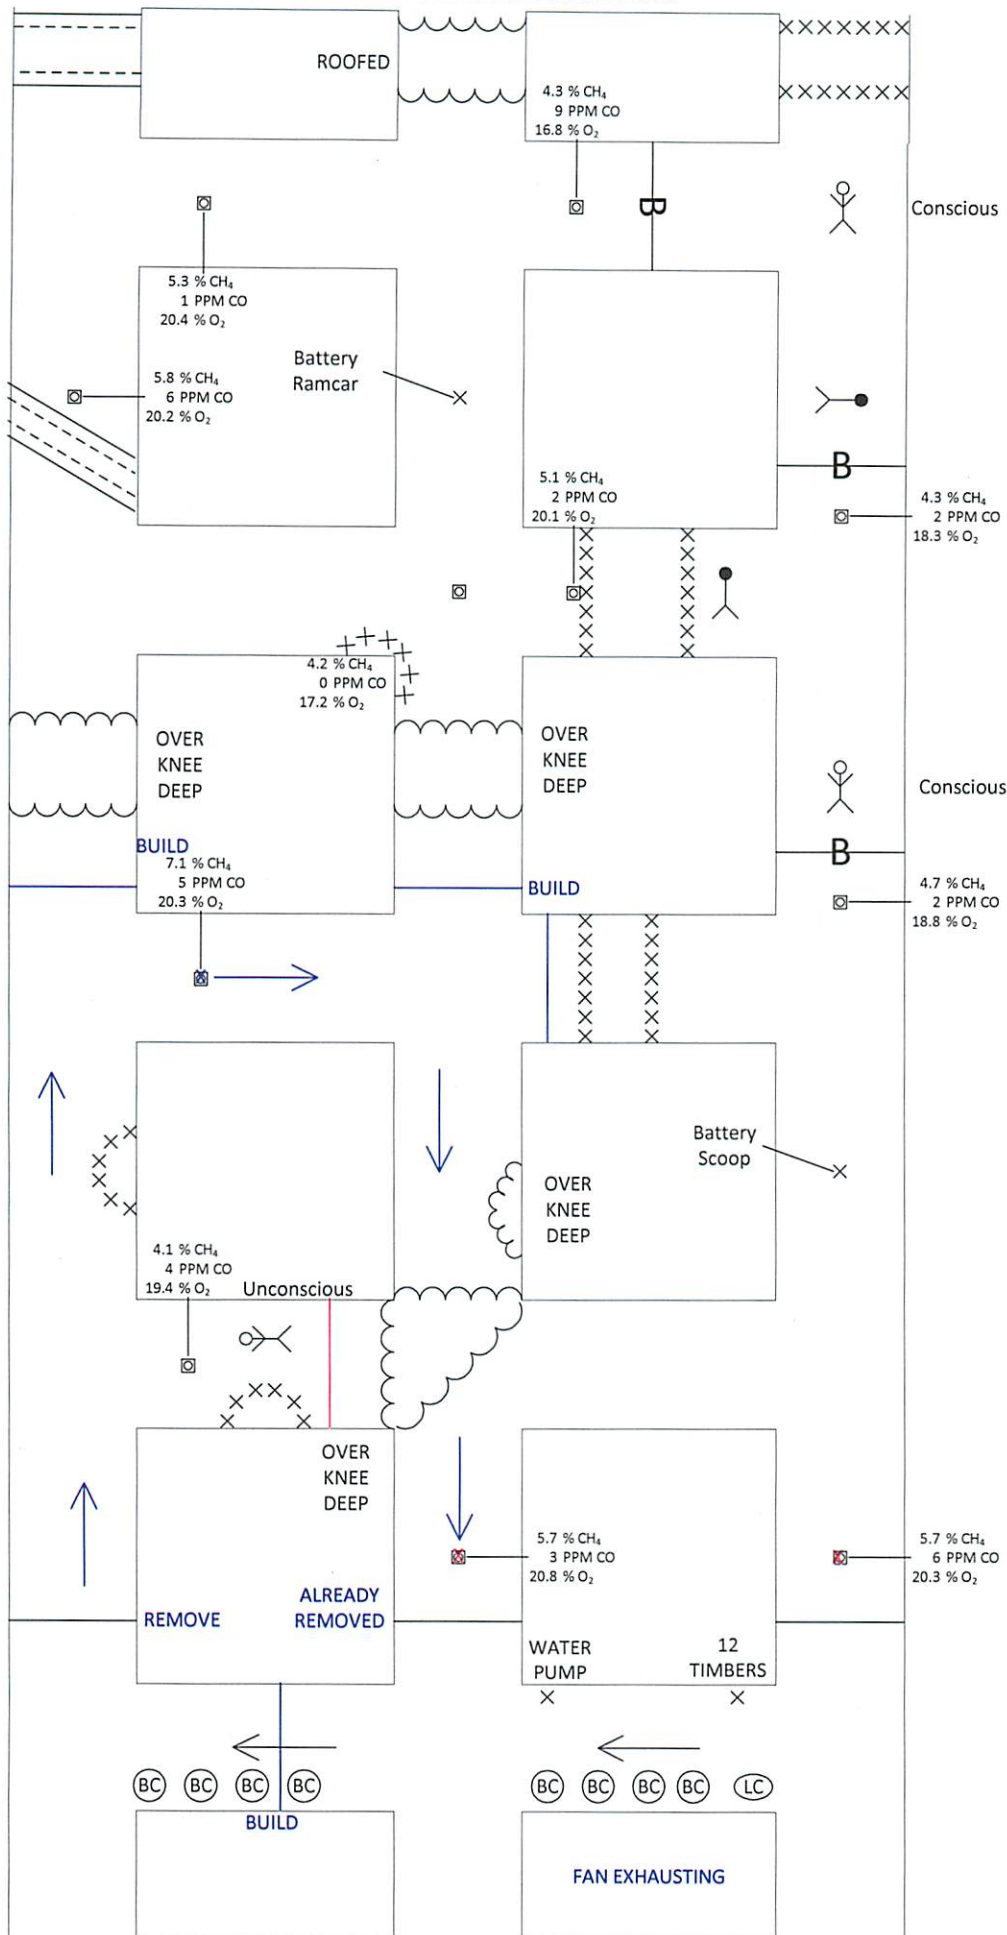 ROOFED
4.3 % CH₄
9 PPM CO
16.8 % O₂
B
Conscious
5.3 % CH₄
1 PPM CO
20.4 % O₂
Battery
Ramcar
5.8 % CH₄
6 PPM CO
20.2 % O₂
B
5.1 % CH₄
2 PPM CO
20.1 % O₂
4.3 % CH₄
2 PPM CO
18.3 % O₂
4.2 % CH₄
0 PPM CO
17.2 % O₂
OVER
KNEE
DEEP
OVER
KNEE
DEEP
Conscious
BUILD
7.1 % CH₄
5 PPM CO
20.3 % O₂
BUILD
B
4.7 % CH₄
2 PPM CO
18.8 % O₂
Battery
Scoop
OVER
KNEE
DEEP
4.1 % CH₄
4 PPM CO
19.4 % O₂
Unconscious
OVER
KNEE
DEEP
5.7 % CH₄
3 PPM CO
20.8 % O₂
5.7 % CH₄
6 PPM CO
20.3 % O₂
REMOVE
ALREADY
REMOVED
WATER
PUMP
12
TIMBERS
BC BC BC BC
BC BC BC BC LC
BUILD
FAN EXHAUSTING